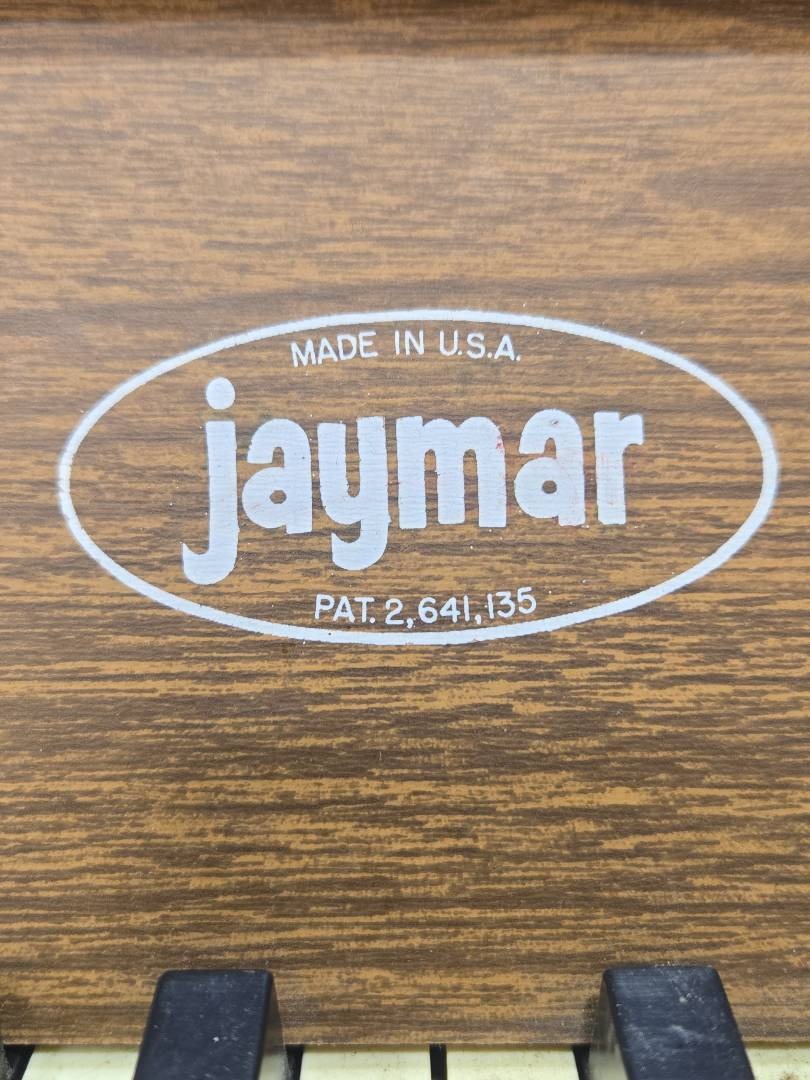 MADE IN U.S.A.
jaymar
PAT. 2,641,135